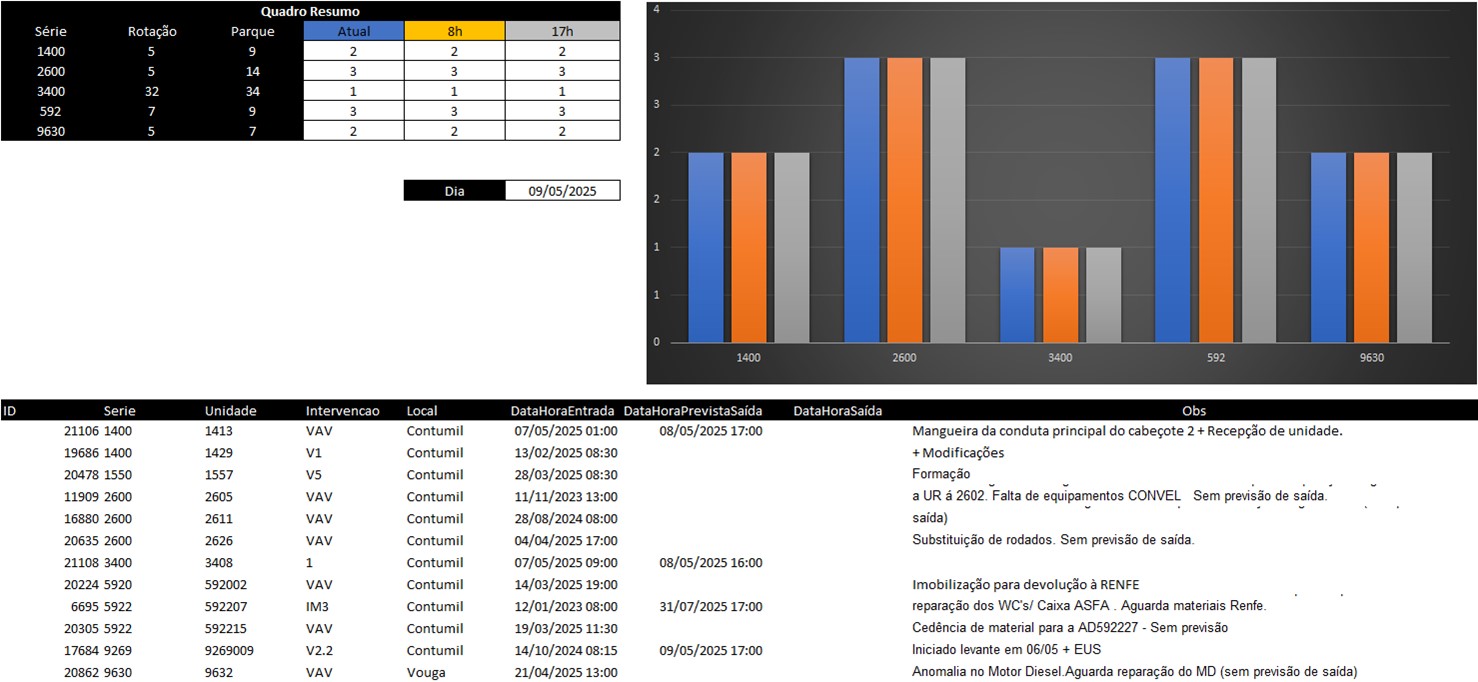 Quadro Resumo
Série Rotação Parque Atual 8h 17h
1400 5 9 2 2 2
2600 5 14 3 3 3
3400 32 34 1 1 1
592 7 9 3 3 3
9630 5 7 2 2 2
Dia 09/05/2025
4
3
3
2
2
1
1
0
1400 2600 3400 592 9630
ID Serie Unidade Intervencao Local DataHoraEntrada DataHoraPrevistaSaída DataHoraSaída Obs
21106 1400 1413 VAV Contumil 07/05/2025 01:00 08/05/2025 17:00 Mangueira da conduta principal do cabeçote 2 + Recepção de unidade.
19686 1400 1429 V1 Contumil 13/02/2025 08:30 + Modificações
20478 1550 1557 V5 Contumil 28/03/2025 08:30 Formação
11909 2600 2605 VAV Contumil 11/11/2023 13:00 a UR á 2602. Falta de equipamentos CONVEL Sem previsão de saída.
16880 2600 2611 VAV Contumil 28/08/2024 08:00 saída)
20635 2600 2626 VAV Contumil 04/04/2025 17:00 Substituição de rodados. Sem previsão de saída.
21108 3400 3408 1 Contumil 07/05/2025 09:00 08/05/2025 16:00
20224 5920 592002 VAV Contumil 14/03/2025 19:00 Imobilização para devolução à RENFE
6695 5922 592207 IM3 Contumil 12/01/2023 08:00 31/07/2025 17:00 reparação dos WC's/ Caixa ASFA . Aguarda materiais Renfe.
20305 5922 592215 VAV Contumil 19/03/2025 11:30 Cedência de material para a AD592227 - Sem previsão
17684 9269 9269009 V2.2 Contumil 14/10/2024 08:15 09/05/2025 17:00 Iniciado levante em 06/05 + EUS
20862 9630 9632 VAV Vouga 21/04/2025 13:00 Anomalia no Motor Diesel.Aguarda reparação do MD (sem previsão de saída)